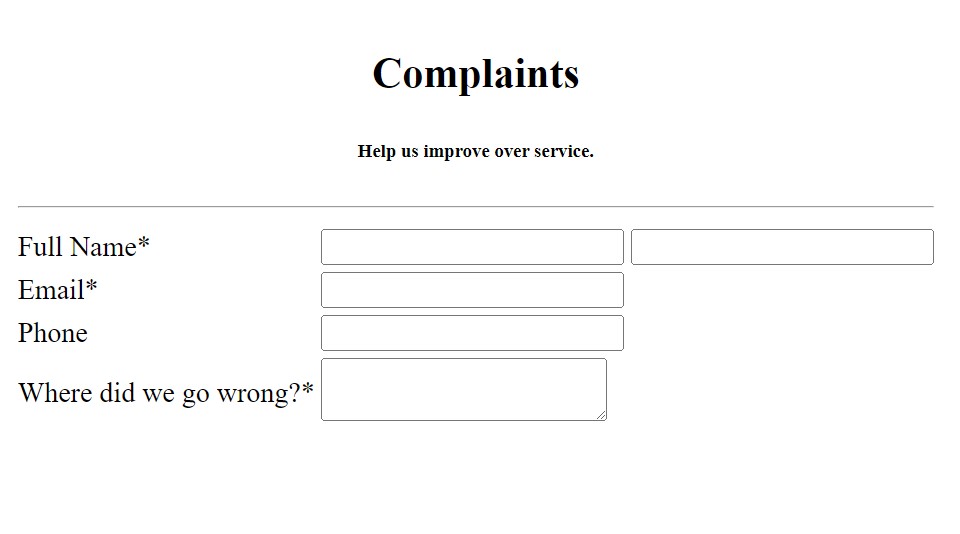 Complaints
Help us improve over service.
Full Name*
Email*
Phone
Where did we go wrong?*